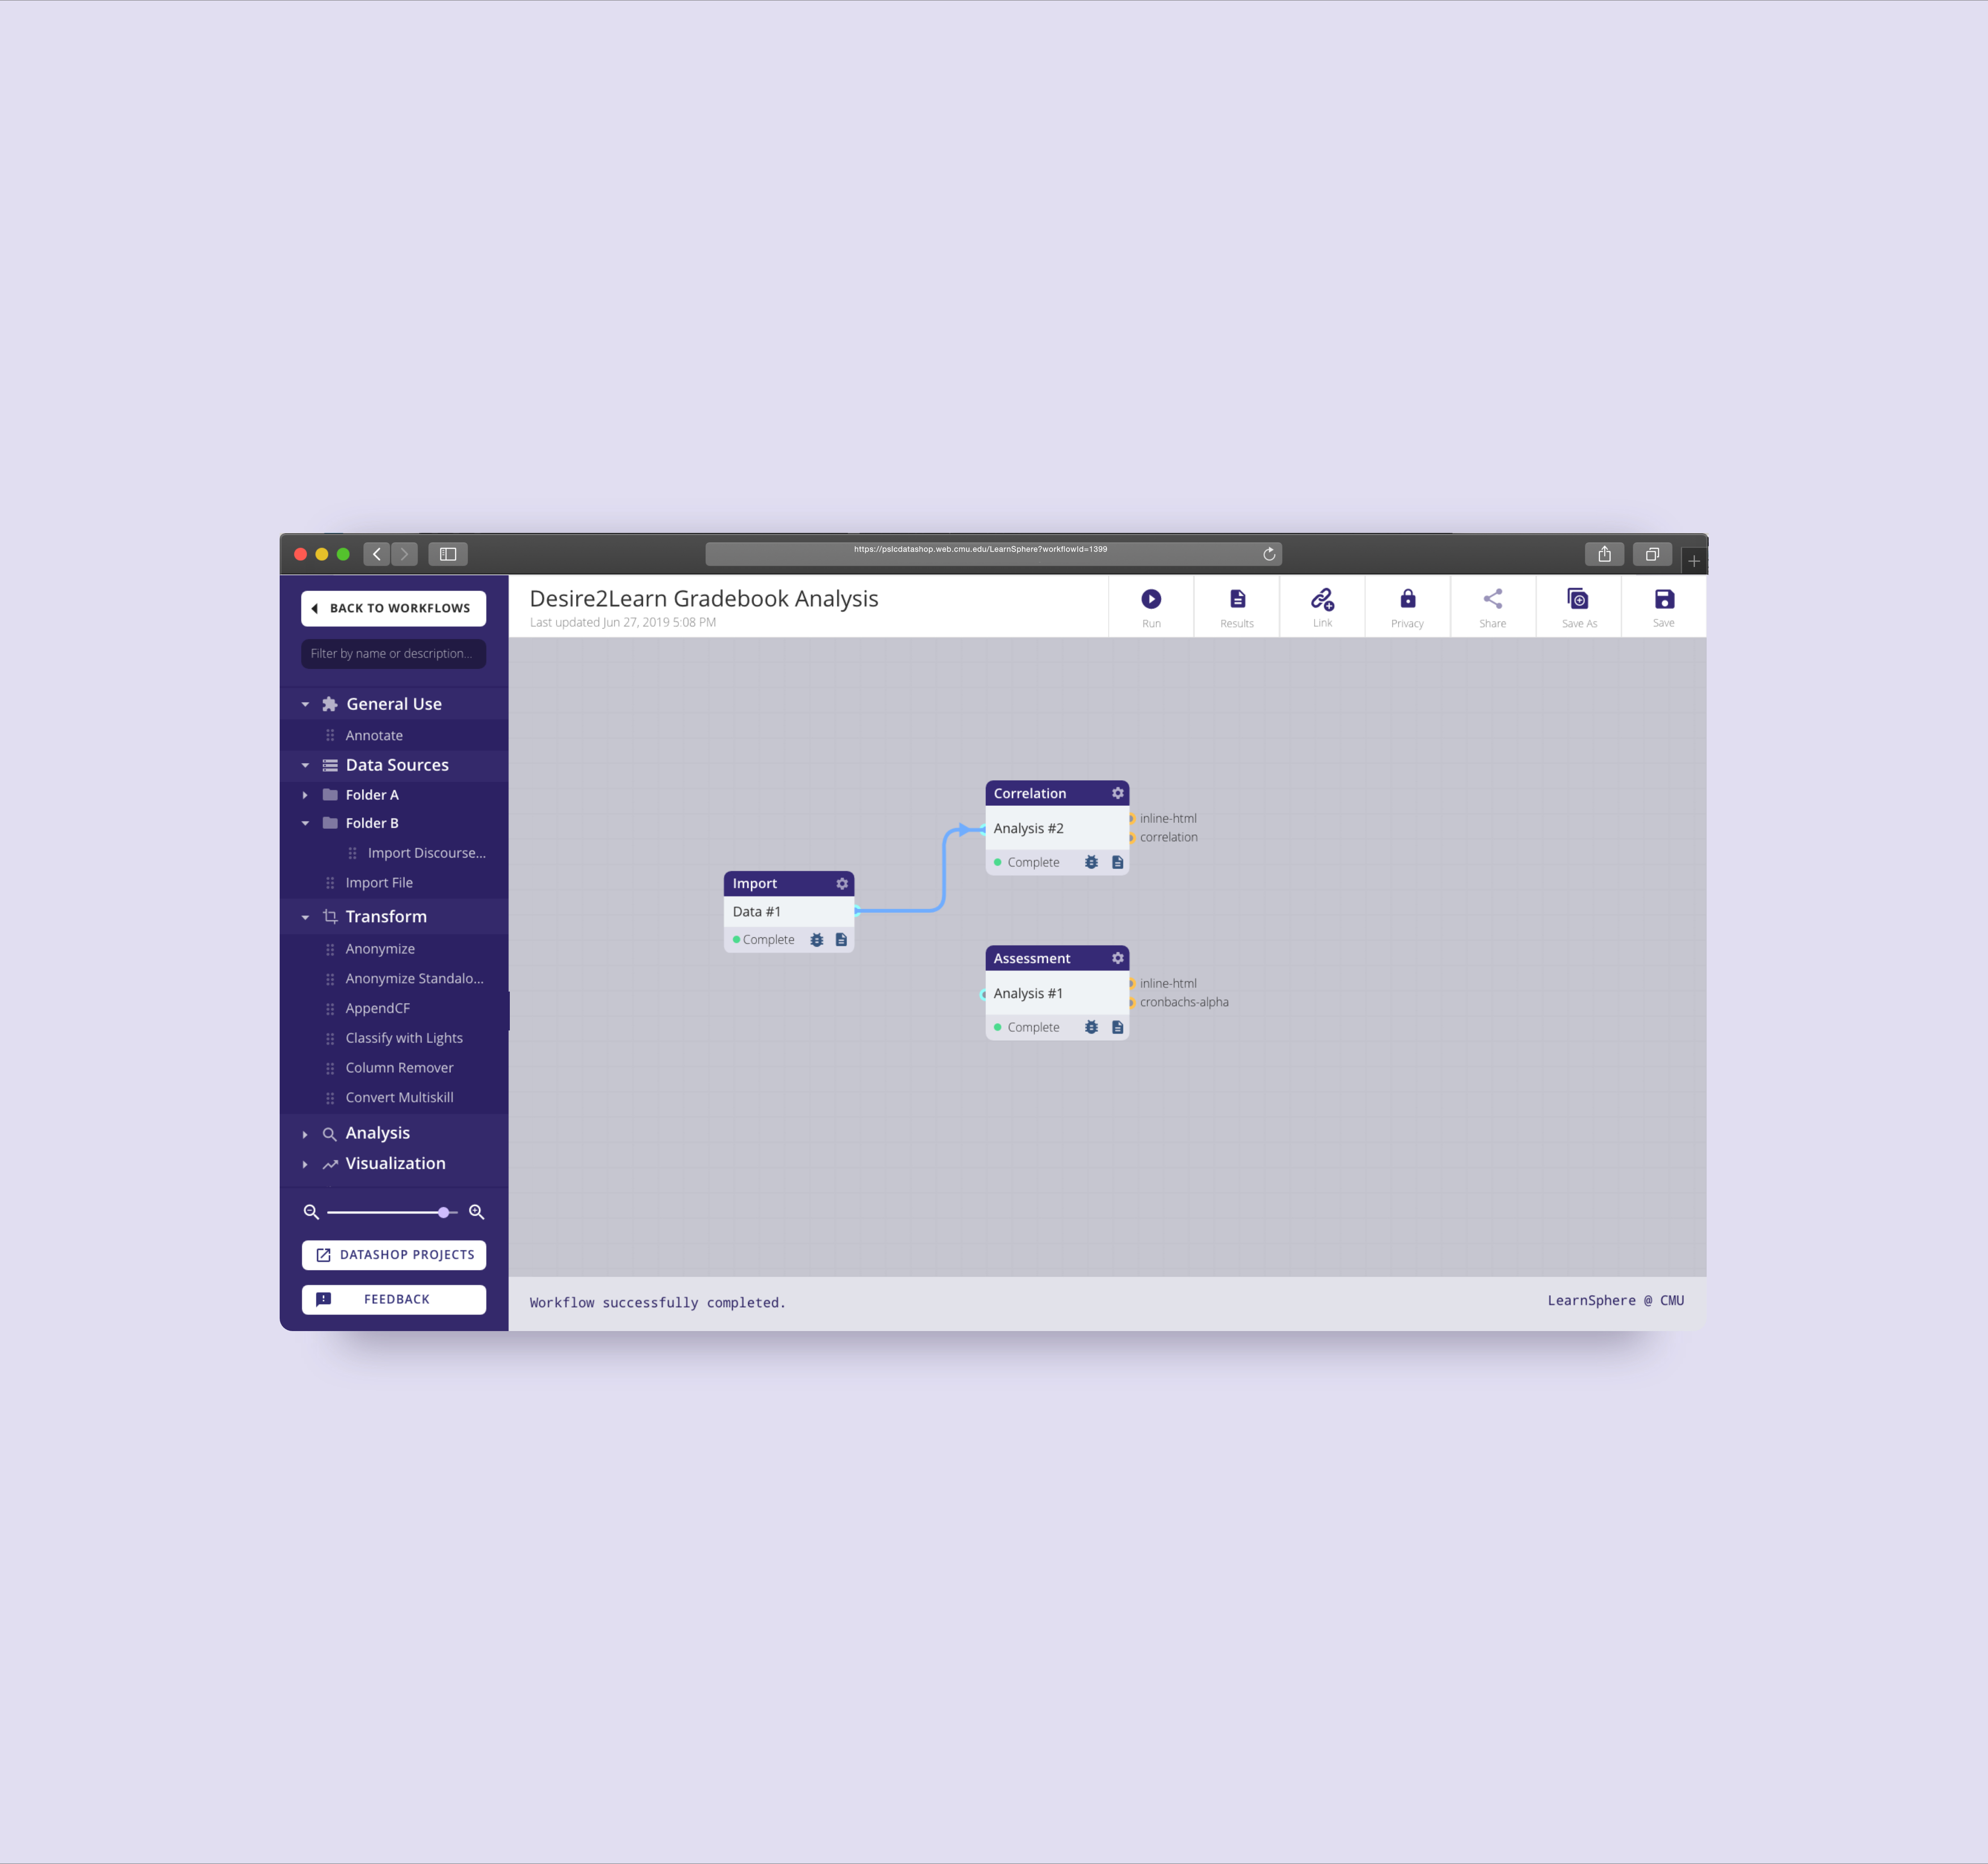 https://pslcdatashop.web.cmu.edu/LearnSphere?workflowId=1399
BACK TO WORKFLOWS
Filter by name or description...
General Use
Annotate
Data Sources
Folder A
Folder B
Import Discourse...
Import File
Transform
Anonymize
Anonymize Standalo...
AppendCF
Classify with Lights
Column Remover
Convert Multiskill
Analysis
Visualization
DATASHOP PROJECTS
FEEDBACK
Desire2Learn Gradebook Analysis
Last updated Jun 27, 2019 5:08 PM
Run
Results
Link
Privacy
Share
Save As
Save
Import
Data #1
Complete
Correlation
Analysis #2
Complete
inline-html
correlation
Assessment
Analysis #1
Complete
inline-html
cronbachs-alpha
Workflow successfully completed.
LearnSphere @ CMU